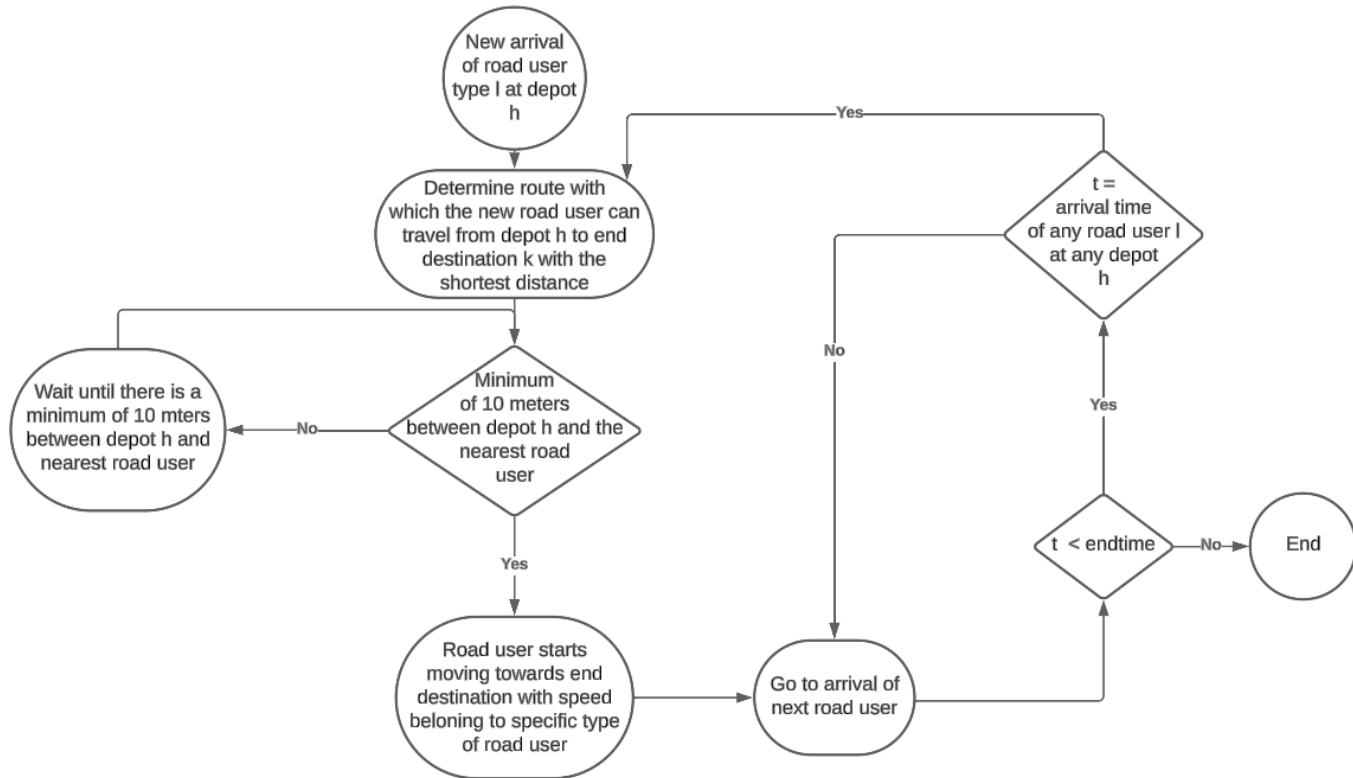 New arrival
of road user
type l at depot
h
Yes
Determine route with
which the new road user can
travel from depot h to end
destination k with the
shortest distance
t =
arrival time
of any road user l
at any depot
h
No
Wait until there is a
minimum of 10 mters
between depot h and
nearest road user
No
Minimum
of 10 meters
between depot h and the
nearest road
user
Yes
Yes
t < endtime
No
End
Road user starts
moving towards end
destination with speed
beloning to specific type
of road user
Go to arrival of
next road user